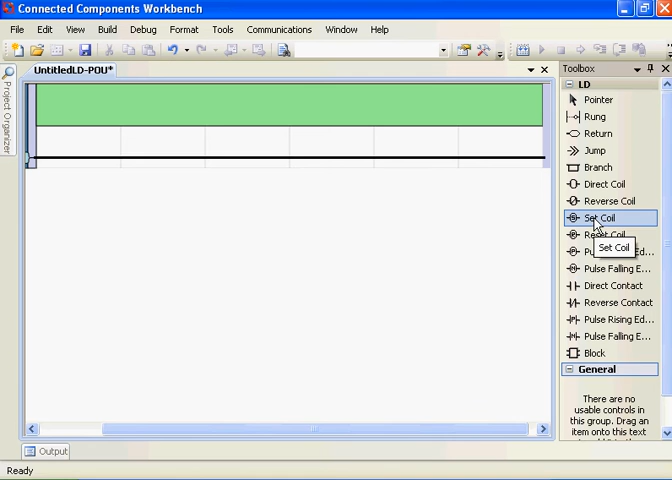 Connected Components Workbench
File Edit View Build Debug Format Tools Communications Window Help
UntitledLD-POU*
Toolbox
Project Organizer
LD
Pointer
Rung
Return
Jump
Branch
Direct Coil
Reverse Coil
Set Coil
Reset Coil
Set Coil
Pulse Falling E...
Direct Contact
Reverse Contact
Pulse Rising Ed...
Pulse Falling E...
Block
General
There are no
usable controls in
this group. Drag an
item onto this text
Output
Ready